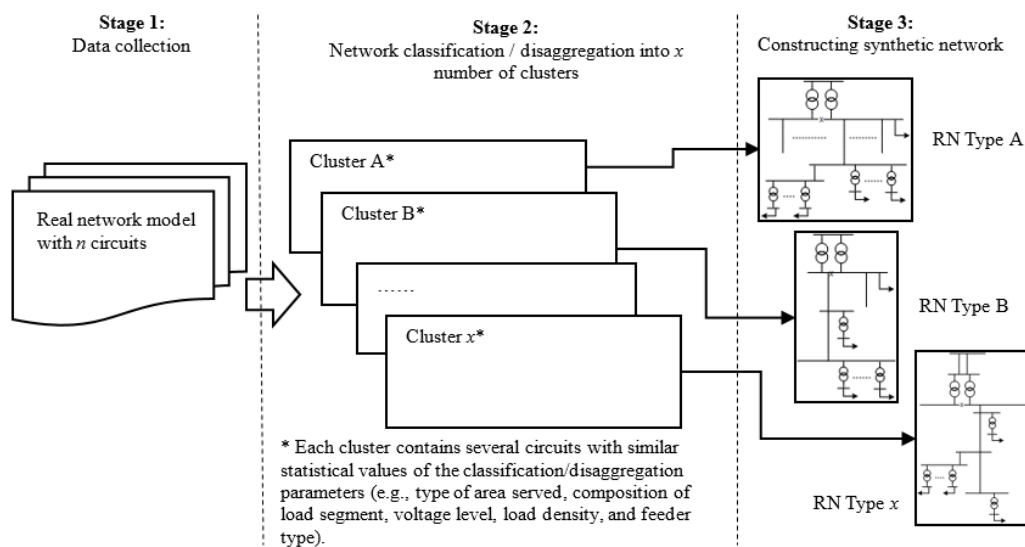 Stage 1:
Data collection
Stage 2:
Network classification / disaggregation into x
number of clusters
Stage 3:
Constructing synthetic network
Real network model
with n circuits
Cluster A*
Cluster B*
......
Cluster x*
* Each cluster contains several circuits with similar
statistical values of the classification/disaggregation
parameters (e.g., type of area served, composition of
load segment, voltage level, load density, and feeder
type).
RN Type A
RN Type B
RN Type x